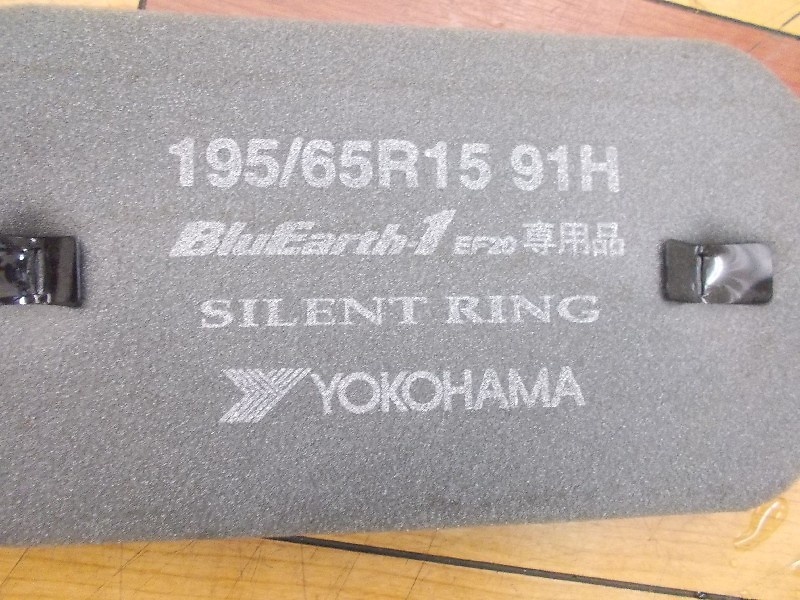 195/65R15 91H
BluEarth-1 EF20 専用品
SILENT RING
YOKOHAMA